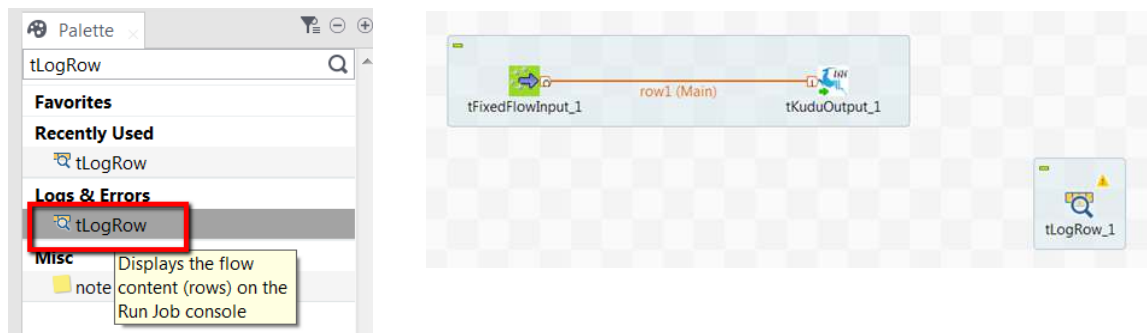 Palette
tLogRow
Favorites
Recently Used
tLogRow
Logs & Errors
tLogRow
Misc
note
Displays the flow
content (rows) on the
Run Job console
row1 (Main)
tFixedFlowInput_1
tKuduOutput_1
tLogRow_1